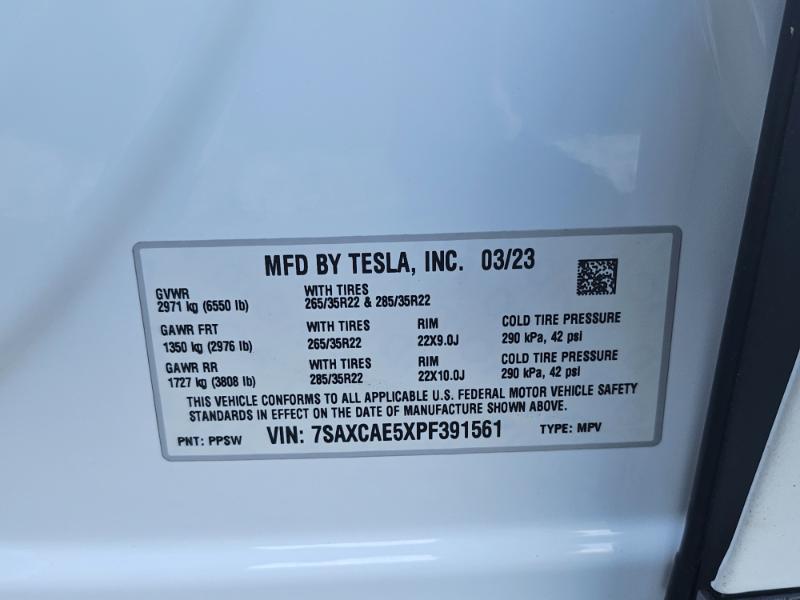 MFD BY TESLA, INC. 03/23
GVWR
2971 kg (6550 lb)
WITH TIRES
265/35R22 & 285/35R22
GAWR FRT
1350 kg (2976 lb)
WITH TIRES
265/35R22
RIM
22X9.0J
COLD TIRE PRESSURE
290 kPa, 42 psi
GAWR RR
1727 kg (3808 lb)
WITH TIRES
285/35R22
RIM
22X10.0J
COLD TIRE PRESSURE
290 kPa, 42 psi
THIS VEHICLE CONFORMS TO ALL APPLICABLE U.S. FEDERAL MOTOR VEHICLE SAFETY
STANDARDS IN EFFECT ON THE DATE OF MANUFACTURE SHOWN ABOVE.
PNT: PPSW VIN: 7SAXCAE5XPF391561 TYPE: MPV